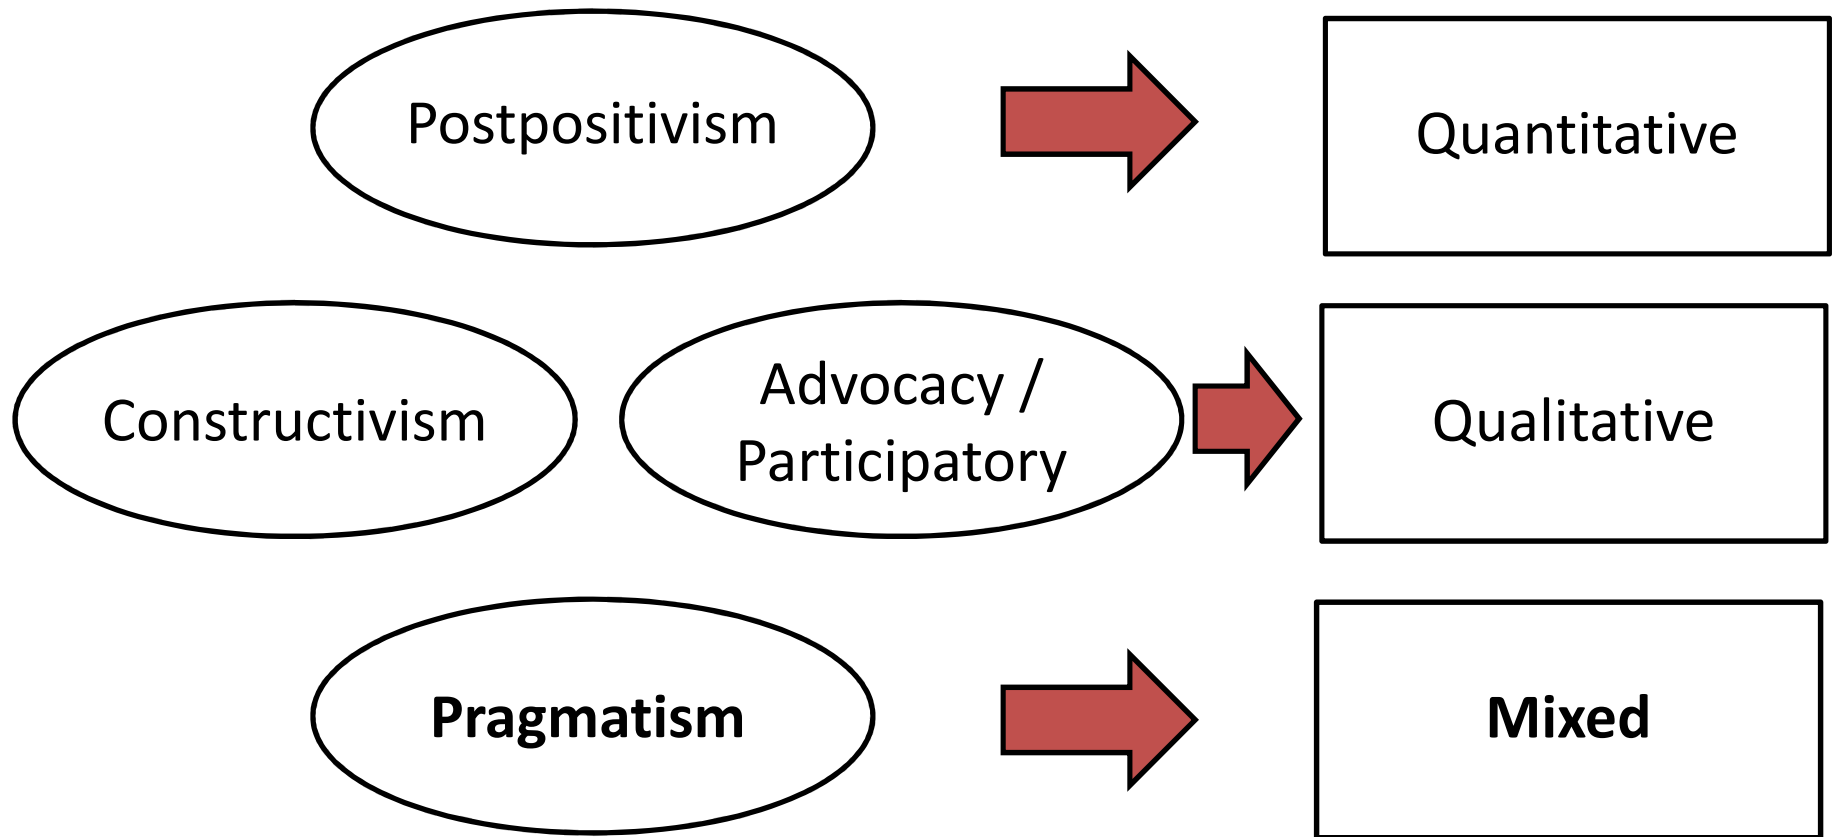 Postpositivism
Quantitative
Constructivism
Advocacy /
Participatory
Qualitative
Pragmatism
Mixed